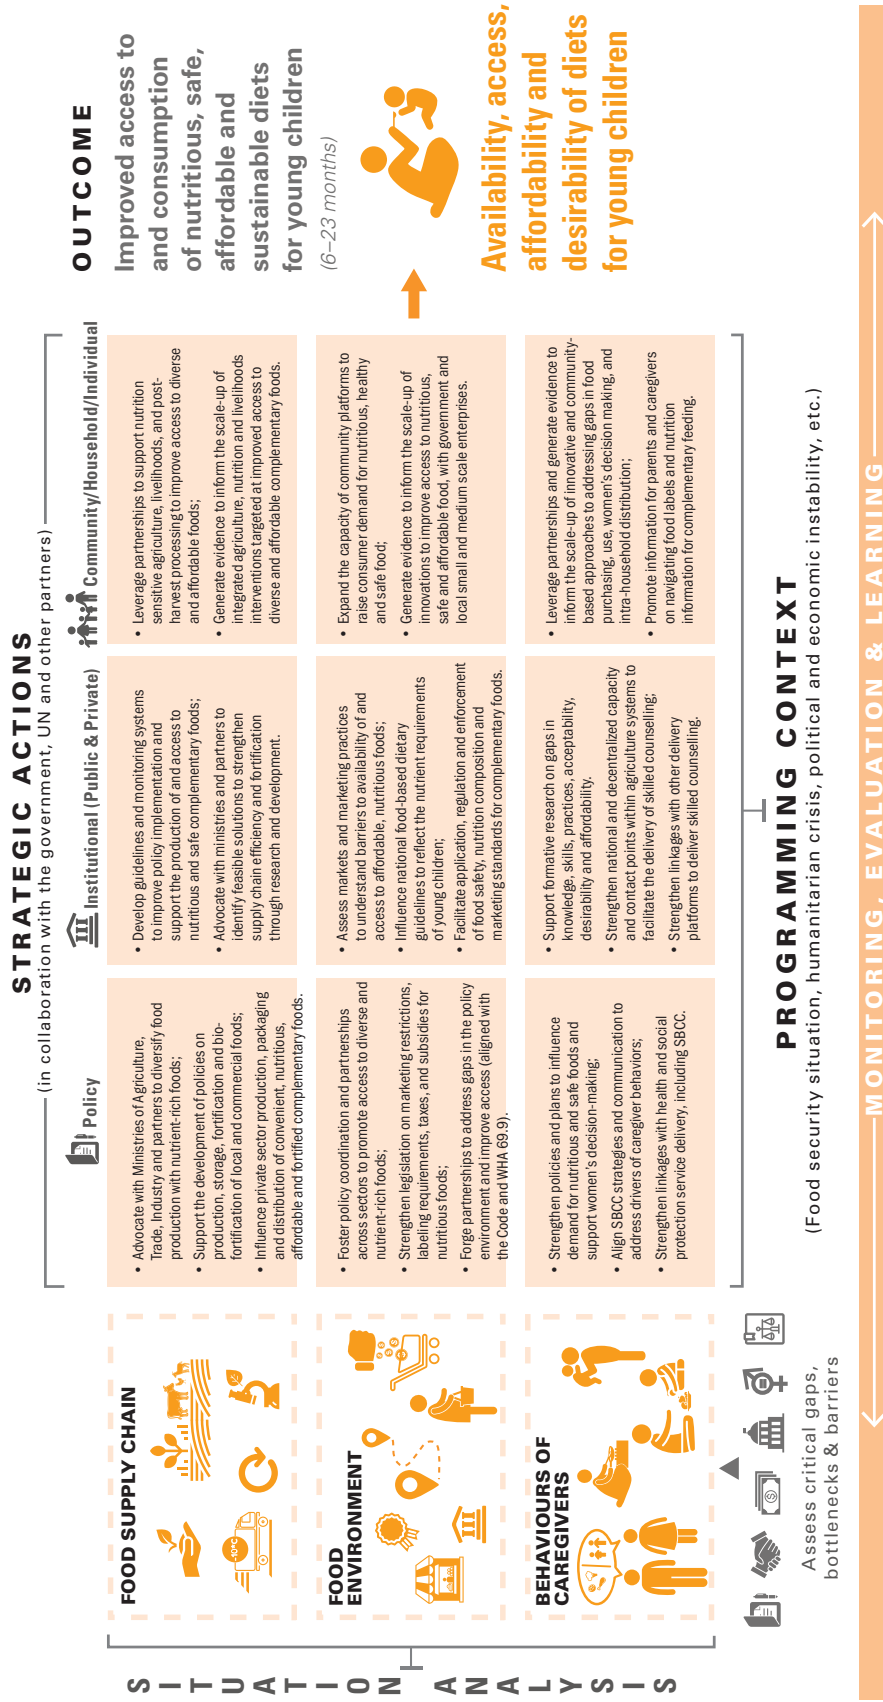 SITUATION ANALYSIS
FOOD SUPPLY CHAIN
-10°C
FOOD
ENVIRONMENT
BEHAVIOURS OF
CAREGIVERS
Assess critical gaps,
bottlenecks & barriers
STRATEGIC ACTIONS
(in collaboration with the government, UN and other partners)
Policy
Institutional (Public & Private)
Community/Household/Individual
• Advocate with Ministries of Agriculture,
Trade, Industry and partners to diversify food
production with nutrient-rich foods;
• Support the development of policies on
production, storage, fortification and bio-
fortification of local and commercial foods;
• Influence private sector production, packaging
and distribution of convenient, nutritious,
affordable and fortified complementary foods.
• Develop guidelines and monitoring systems
to improve policy implementation and
support the production of and access to
nutritious and safe complementary foods;
• Advocate with ministries and partners to
identify feasible solutions to strengthen
supply chain efficiency and fortification
through research and development.
• Leverage partnerships to support nutrition
sensitive agriculture, livelihoods, and post-
harvest processing to improve access to diverse
and affordable foods;
• Generate evidence to inform the scale-up of
integrated agriculture, nutrition and livelihoods
interventions targeted at improved access to
diverse and affordable complementary foods.
• Foster policy coordination and partnerships
across sectors to promote access to diverse and
nutrient-rich foods;
• Strengthen legislation on marketing restrictions,
labeling requirements, taxes, and subsidies for
nutritious foods;
• Forge partnerships to address gaps in the policy
environment and improve access (aligned with
the Code and WHA 69.9).
• Assess markets and marketing practices
to understand barriers to availability of and
access to affordable, nutritious foods;
• Influence national food-based dietary
guidelines to reflect the nutrient requirements
of young children;
• Facilitate application, regulation and enforcement
of food safety, nutrition composition and
marketing standards for complementary foods.
• Expand the capacity of community platforms to
raise consumer demand for nutritious, healthy
and safe food;
• Generate evidence to inform the scale-up of
innovations to improve access to nutritious,
safe and affordable food, with government and
local small and medium scale enterprises.
• Strengthen policies and plans to influence
demand for nutritious and safe foods and
support women's decision-making;
• Align SBCC strategies and communication to
address drivers of caregiver behaviors;
• Strengthen linkages with health and social
protection service delivery, including SBCC.
• Support formative research on gaps in
knowledge, skills, practices, acceptability,
desirability and affordability.
• Strengthen national and decentralized capacity
and contact points within agriculture systems to
facilitate the delivery of skilled counselling;
• Strengthen linkages with other delivery
platforms to deliver skilled counselling.
• Leverage partnerships and generate evidence to
inform the scale-up of innovative and community-
based approaches to addressing gaps in food
purchasing, use, women's decision making, and
intra-household distribution;
• Promote information for parents and caregivers
on navigating food labels and nutrition
information for complementary feeding.
PROGRAMMING CONTEXT
(Food security situation, humanitarian crisis, political and economic instability, etc.)
OUTCOME
Improved access to
and consumption
of nutritious, safe,
affordable and
sustainable diets
for young children
(6–23 months)
Availability, access,
affordability and
desirability of diets
for young children
MONITORING, EVALUATION & LEARNING